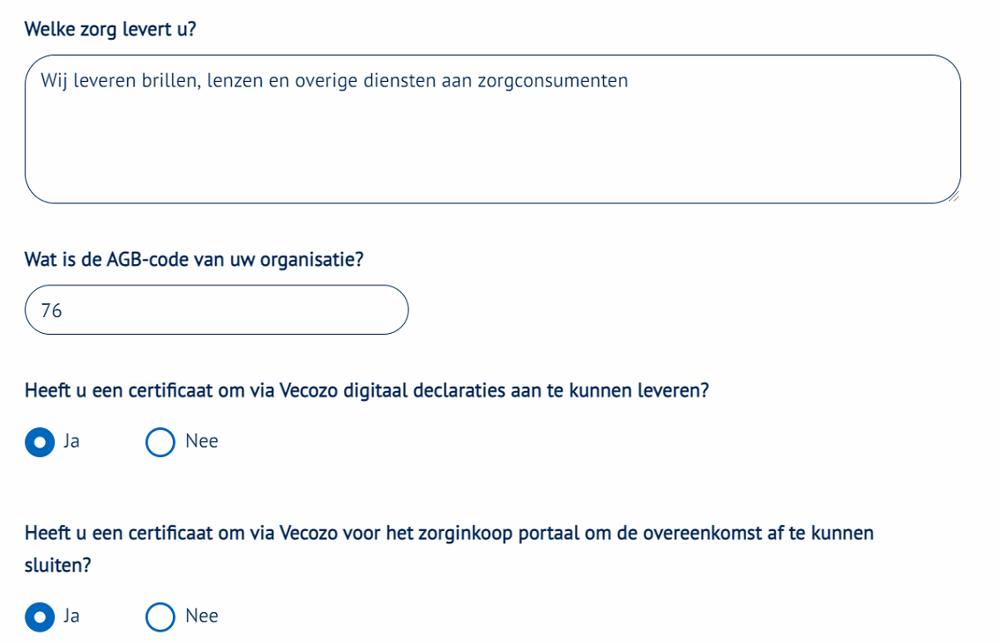 Welke zorg levert u?
Wij leveren brillen, lenzen en overige diensten aan zorgconsumenten
Wat is de AGB-code van uw organisatie?
76
Heeft u een certificaat om via Vecozo digitaal declaraties aan te kunnen leveren?
Ja Nee
Heeft u een certificaat om via Vecozo voor het zorginkoop portaal om de overeenkomst af te kunnen
sluiten?
Ja Nee